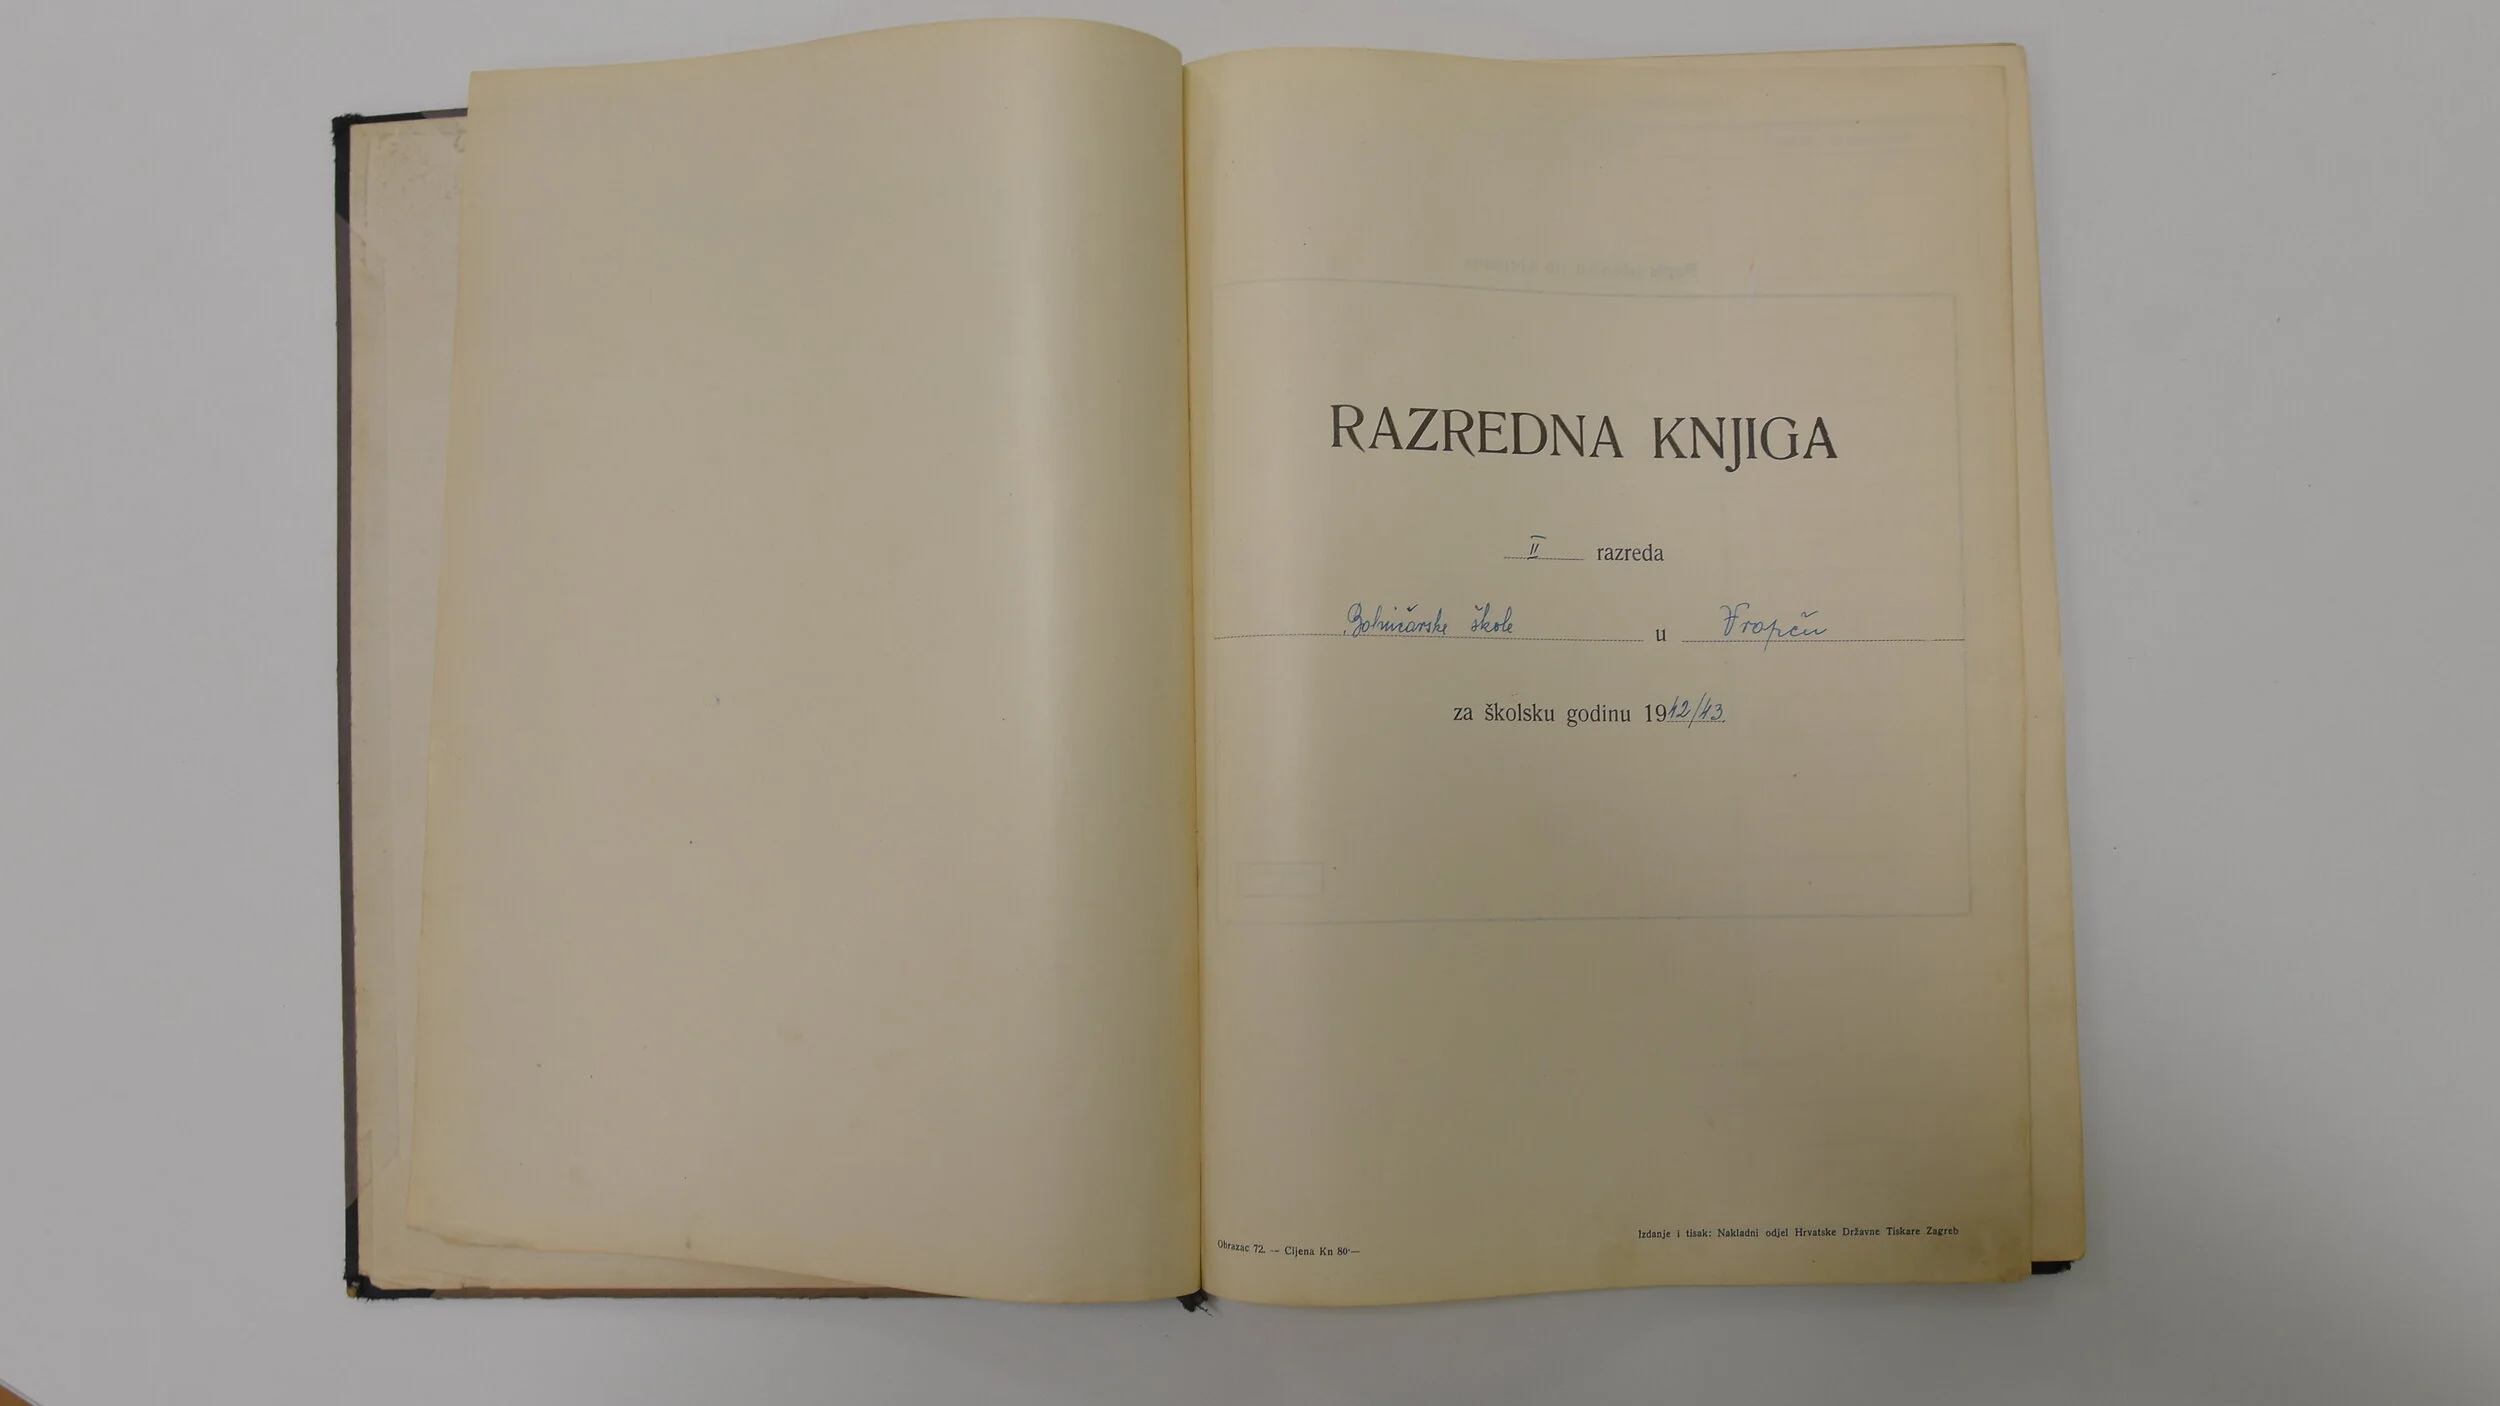 RAZREDNA KNJIGA
II razreda
Bolničarske škole u Vrapču
za školsku godinu 1942/43.
Obrazac 72. — Cijena Kn 80·—
Izdanje i tisak: Nakladni odjel Hrvatske Državne Tiskare Zagreb